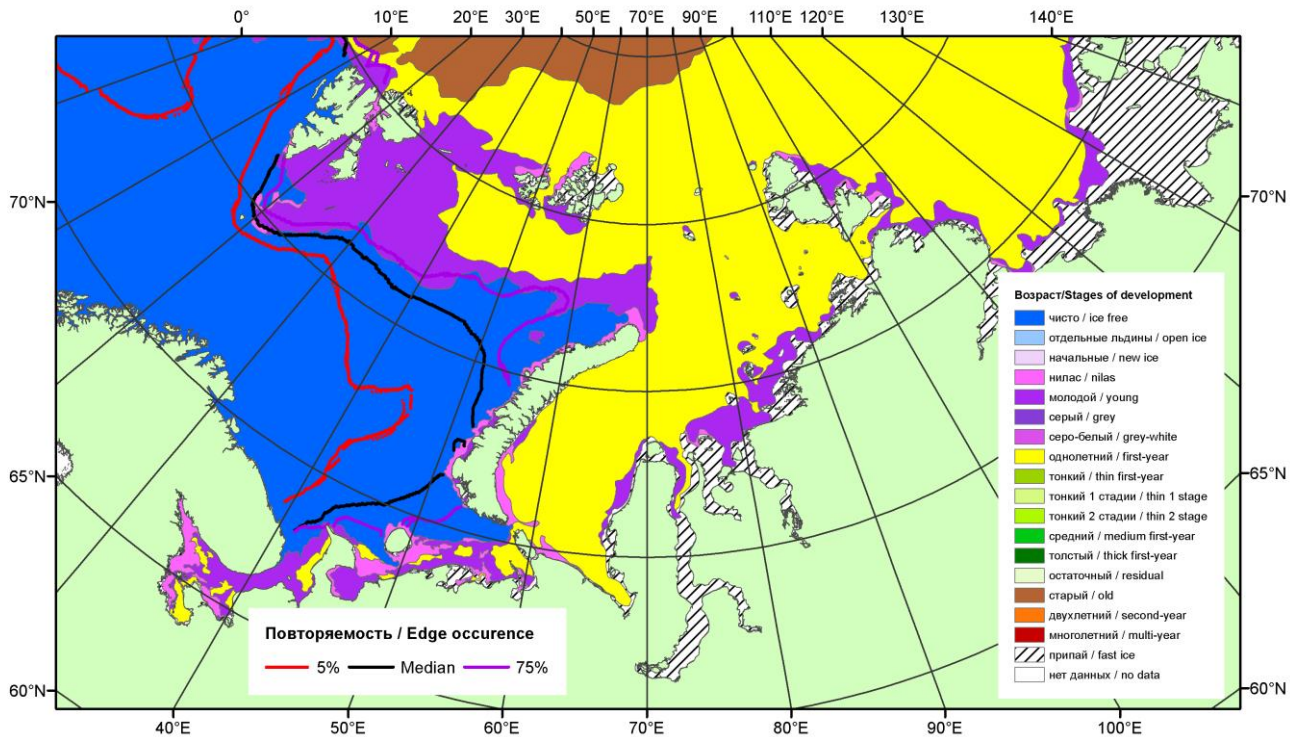 0° 10°E 20°E 30°E 50°E 70°E 90°E 110°E 120°E 130°E 140°E
70°N 70°N
65°N 65°N
60°N 60°N
Возраст/Stages of development
чисто / ice free
отдельные льдины / open ice
начальные / new ice
нилас / nilas
молодой / young
серый / grey
серо-белый / grey-white
однолетний / first-year
тонкий / thin first-year
тонкий 1 стадии / thin 1 stage
тонкий 2 стадии / thin 2 stage
средний / medium first-year
толстый / thick first-year
остаточный / residual
старый / old
двухлетний / second-year
многолетний / multi-year
припай / fast ice
нет данных / no data
Повторяемость / Edge occurence
5% Median 75%
40°E 50°E 60°E 70°E 80°E 90°E 100°E